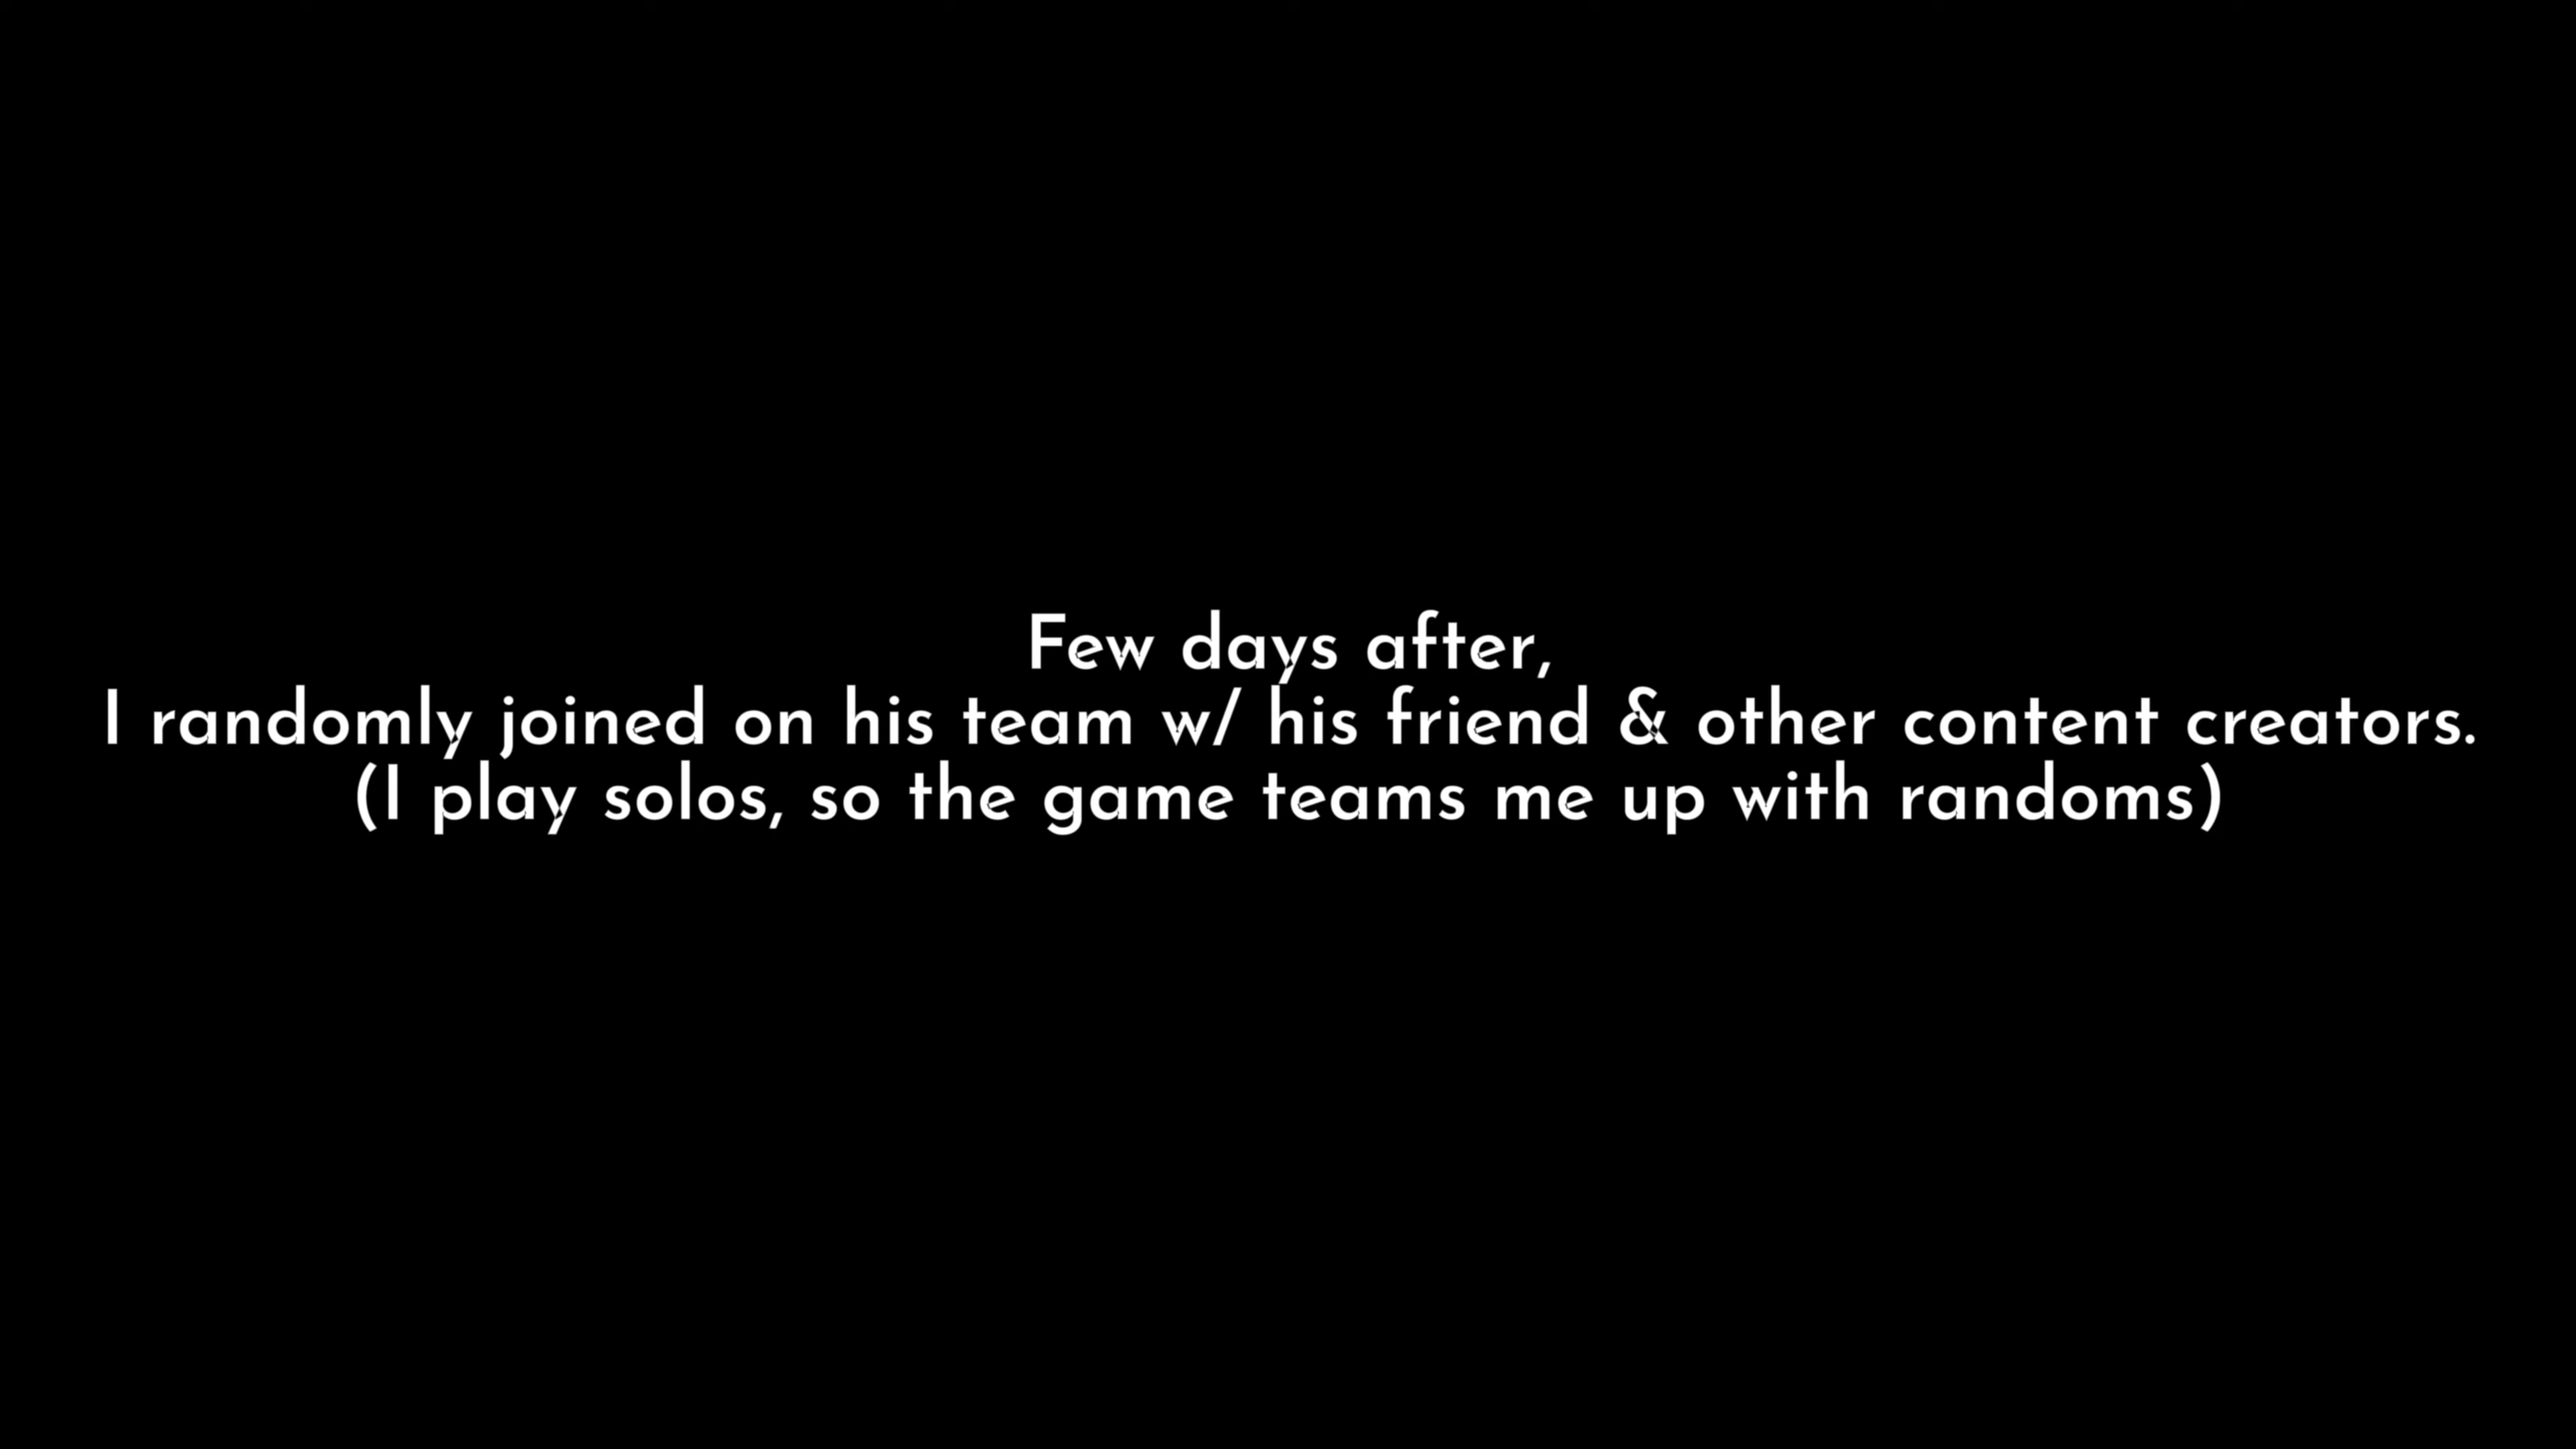 Few days after,
I randomly joined on his team w/ his friend & other content creators.
(I play solos, so the game teams me up with randoms)